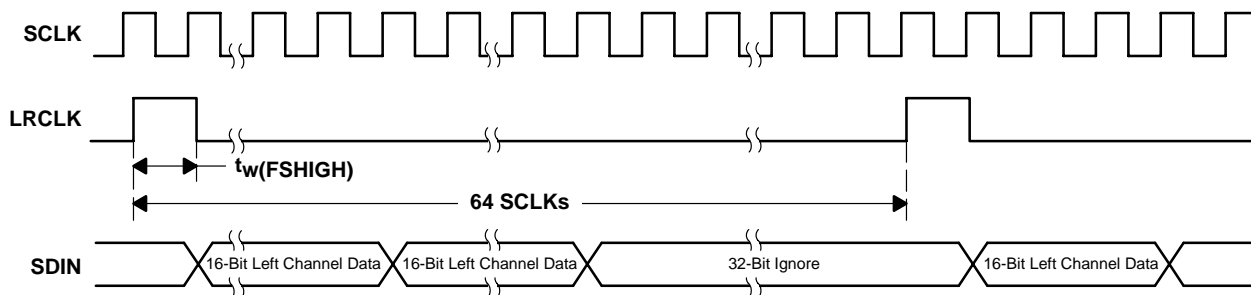 SCLK
LRCLK
tw(FSHIGH)
64 SCLKs
SDIN
16-Bit Left Channel Data
16-Bit Left Channel Data
32-Bit Ignore
16-Bit Left Channel Data